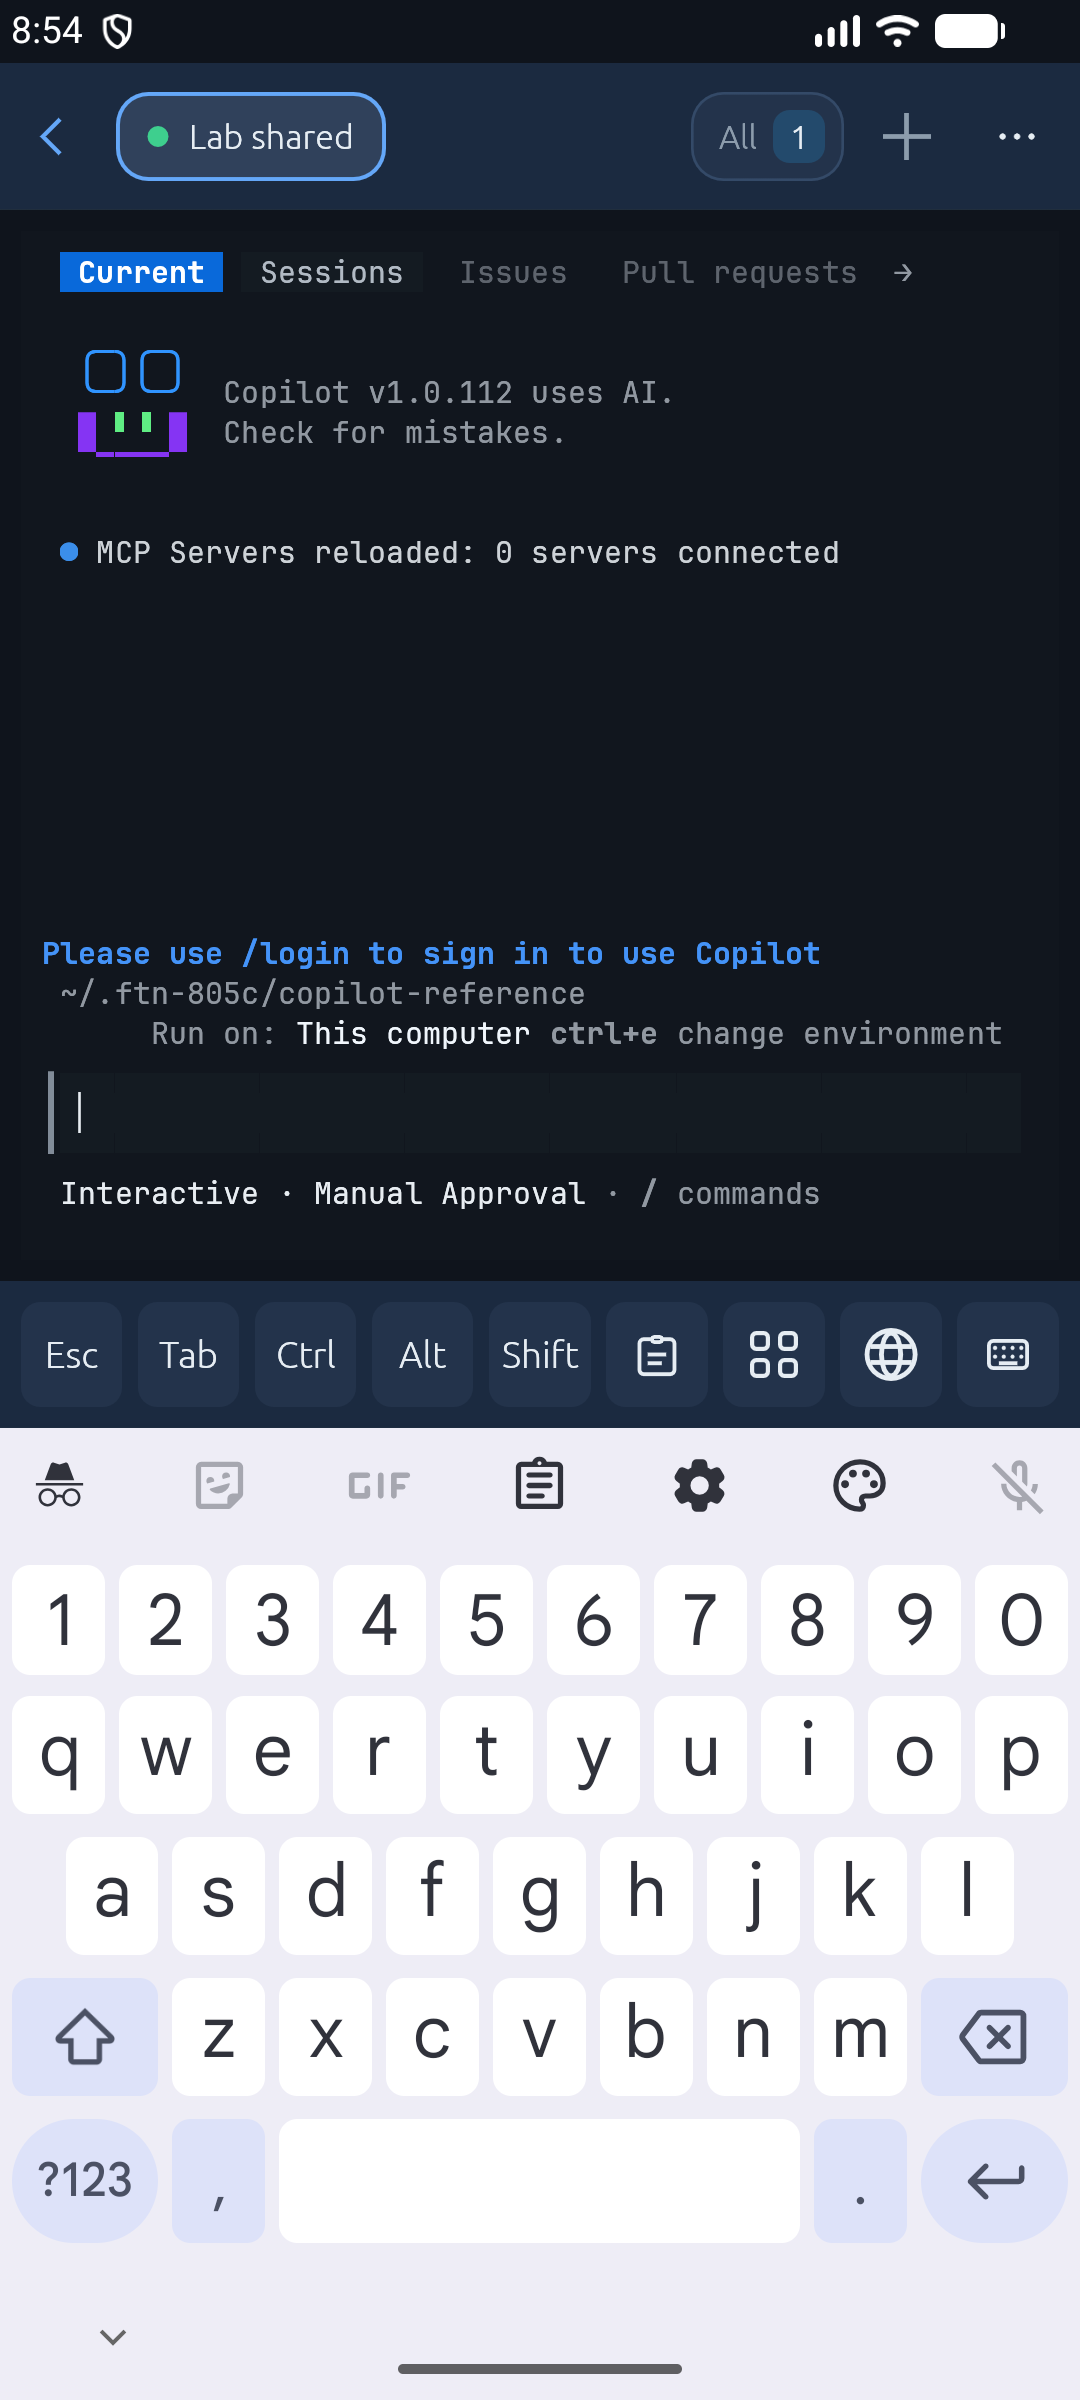 8:54
Lab shared
All 1
Current Sessions Issues Pull requests →
Copilot v1.0.112 uses AI.
Check for mistakes.
● MCP Servers reloaded: 0 servers connected
Please use /login to sign in to use Copilot
~/.ftn-805c/copilot-reference
Run on: This computer ctrl+e change environment
Interactive · Manual Approval · / commands
Esc Tab Ctrl Alt Shift
GIF
1 2 3 4 5 6 7 8 9 0
q w e r t y u i o p
a s d f g h j k l
z x c v b n m
?123 , .